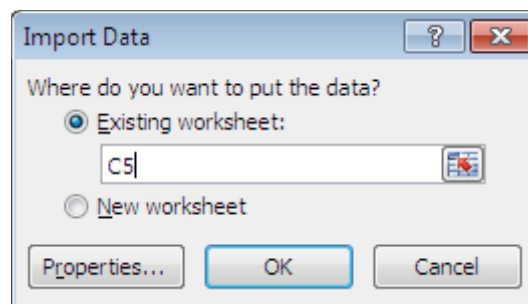 Import Data
Where do you want to put the data?
Existing worksheet:
C5
New worksheet
Properties... OK Cancel